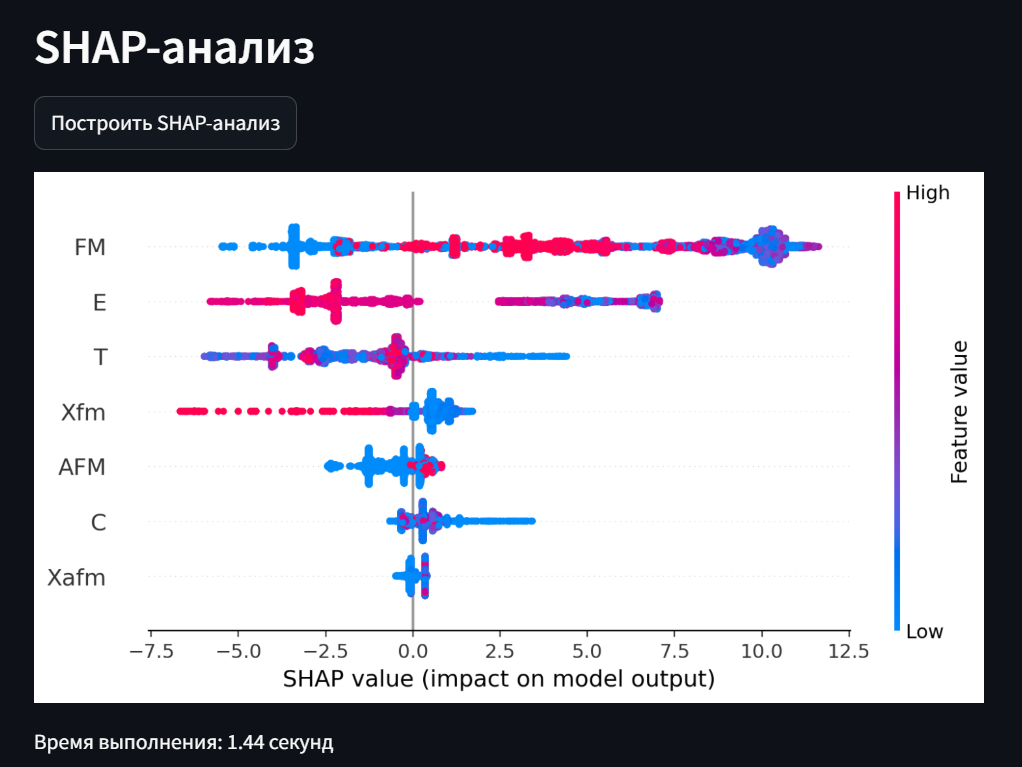 SHAP-анализ
Построить SHAP-анализ
High
FM
E
T
Xfm
AFM
C
Xafm
Feature value
Low
−7.5 −5.0 −2.5 0.0 2.5 5.0 7.5 10.0 12.5
SHAP value (impact on model output)
Время выполнения: 1.44 секунд